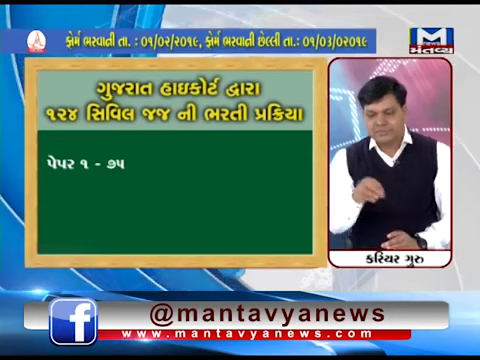 ફોર્મ ભરવાની તા. : ૦૧/૦૨/૨૦૧૯, ફોર્મ ભરવાની છેલ્લી તા.: ૦૧/૦૩/૦૨૦૧૯
મંતવ્ય
ગુજરાત હાઇકોર્ટ દ્વારા
૧૨૪ સિવિલ જજ ની ભરતી પ્રક્રિયા
પેપર ૧ - ૭૫
કરિયર ગુરુ
@mantavyanews
www.mantavyanews.com